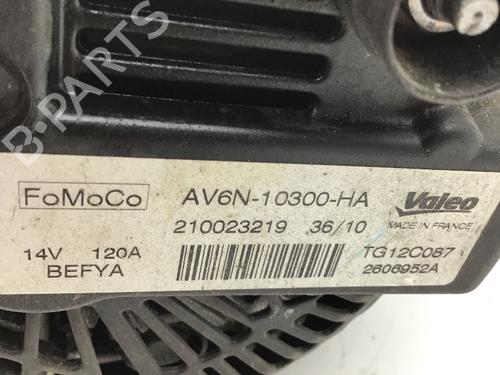 B-PARTS
FoMoCo AV6N-10300-HA Valeo
210023219 36/10 MADE IN FRANCE
14V 120A TG12C087
BEFYA 2606952A